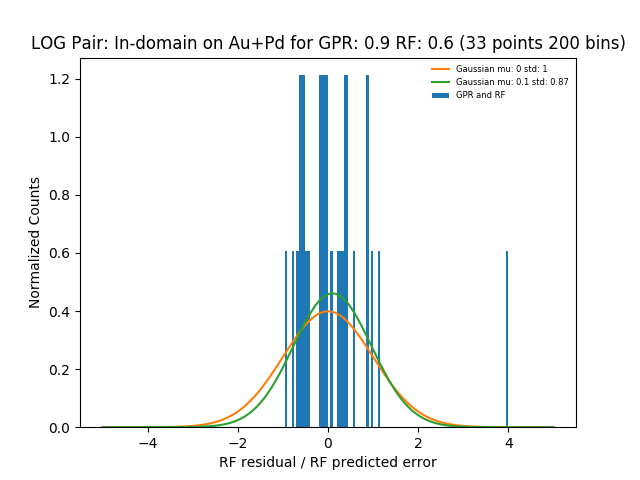 LOG Pair: In-domain on Au+Pd for GPR: 0.9 RF: 0.6 (33 points 200 bins)
Gaussian mu: 0 std: 1
Gaussian mu: 0.1 std: 0.87
GPR and RF
Normalized Counts
1.2
1.0
0.8
0.6
0.4
0.2
0.0
−4 −2 0 2 4
RF residual / RF predicted error